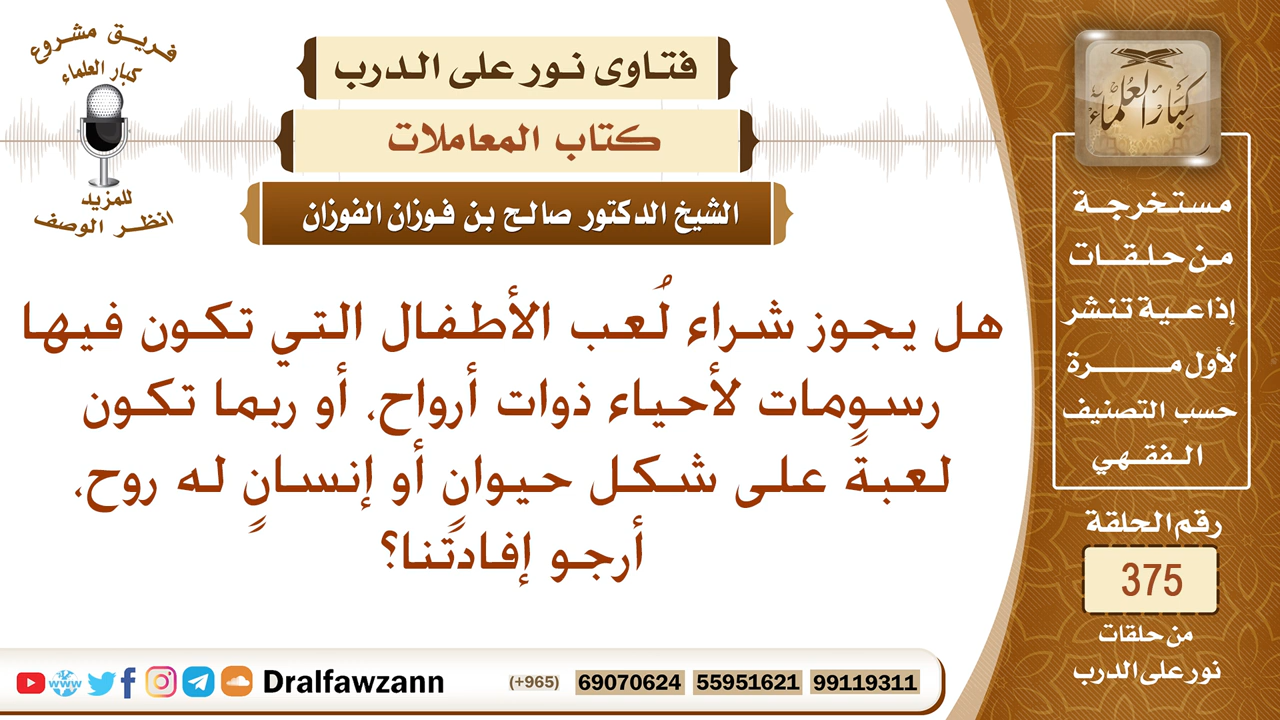 فريق مشروع
كبار العلماء
للمزيد
انظر الوصف
فتاوى نور على الدرب
كتاب المعاملات
الشيخ الدكتور صالح بن فوزان الفوزان
هل يجوز شراء لُعب الأطفال التي تكون فيها
رسومات لأحياء ذوات أرواح، أو ربما تكون
لعبةً على شكل حيوانٍ أو إنسانٍ له روح،
أرجو إفادتنا؟
كبار العلماء
مستخرجة
من حلقات
إذاعية تنشر
لأول مرة
حسب التصنيف
الفقهي
رقم الحلقة
375
من حلقات
نور على الدرب
www
Dralfawzann
(+965) 69070624 55951621 99119311